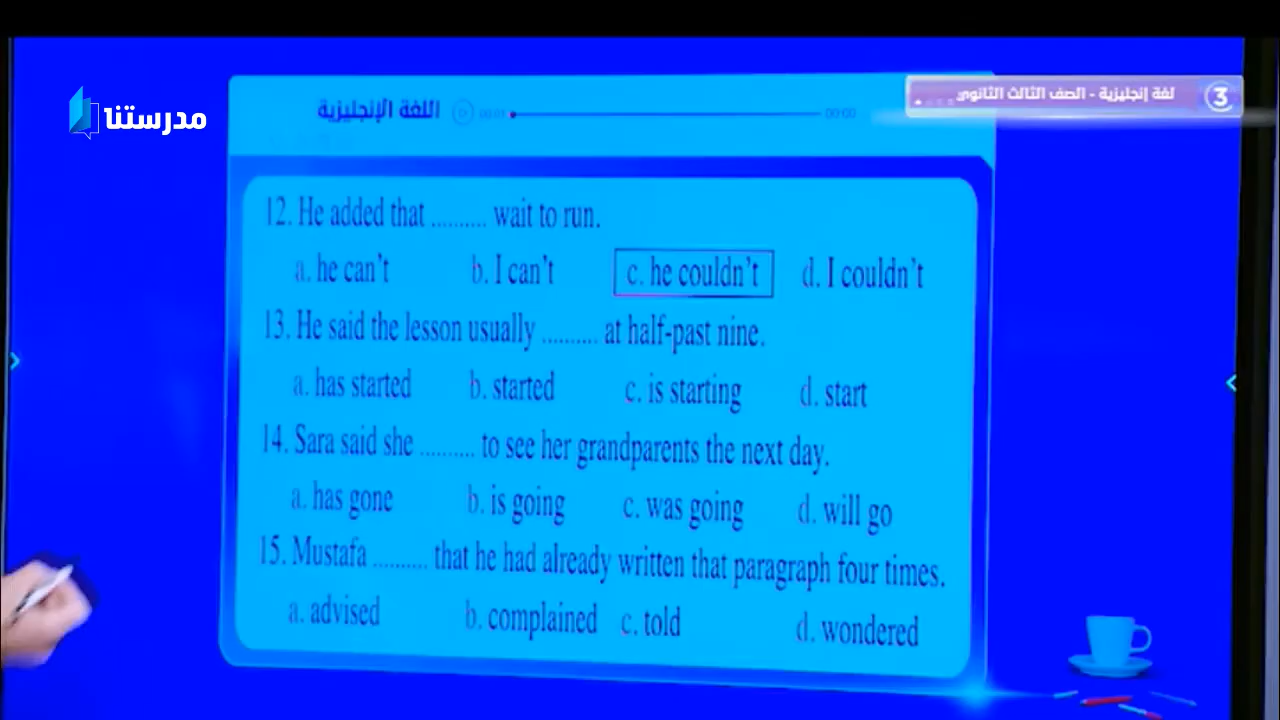 مدرستنا
لغة إنجليزية - الصف الثالث الثانوي
3
اللغة الإنجليزية
00:00
12. He added that .......... wait to run.
a. he can't b. I can't c. he couldn't d. I couldn't
13. He said the lesson usually .......... at half-past nine.
a. has started b. started c. is starting d. start
14. Sara said she .......... to see her grandparents the next day.
a. has gone b. is going c. was going d. will go
15. Mustafa .......... that he had already written that paragraph four times.
a. advised b. complained c. told d. wondered